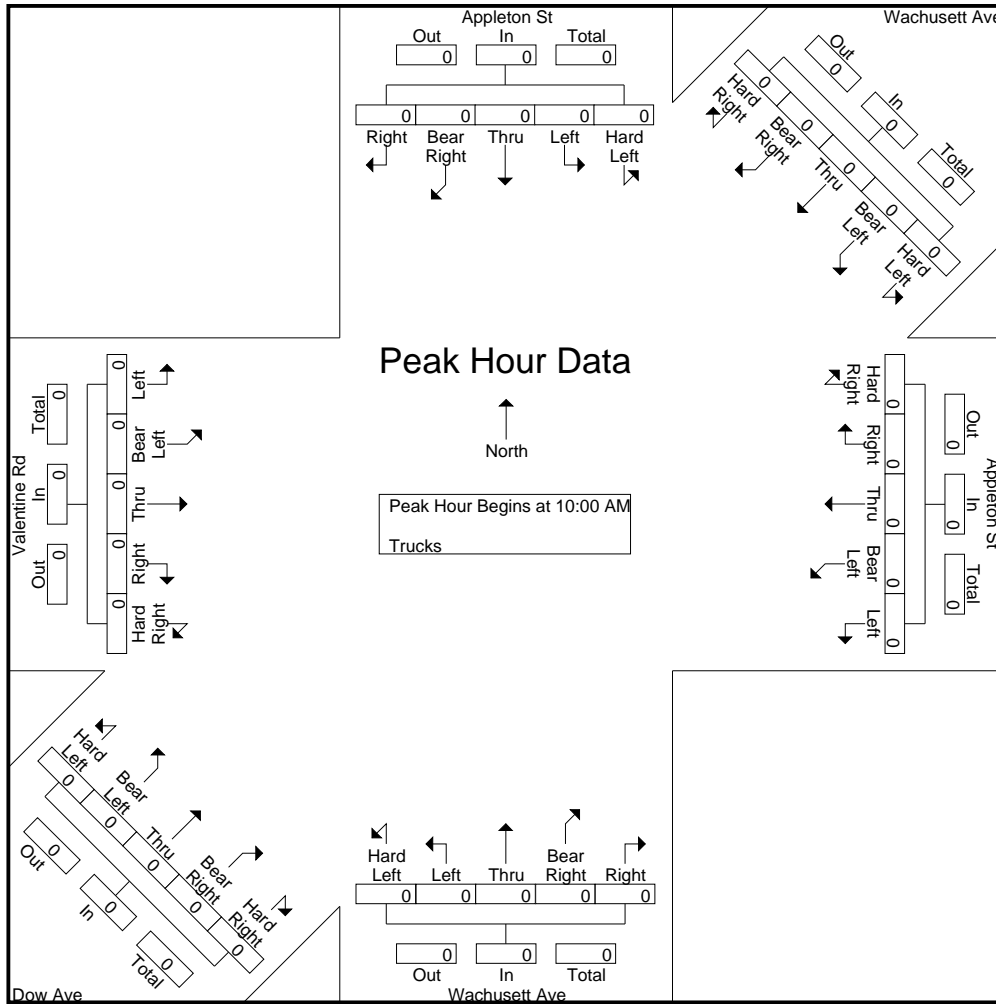 Appleton St
Out In Total
0 0 0
0 0 0 0 0
Right Bear Right Thru Left Hard Left
Wachusett Ave
Out 0
In 0
Total 0
0 0 0 0 0
Hard Right
Bear Right
Thru
Bear Left
Hard Left
Peak Hour Data
North
Peak Hour Begins at 10:00 AM
Trucks
Valentine Rd
Total 0
In 0
Out 0
0 0 0 0 0
Left
Bear Left
Thru
Right
Hard Right
Appleton St
Out 0
In 0
Total 0
0 0 0 0 0
Hard Right
Right
Thru
Bear Left
Left
Dow Ave
Out 0
In 0
Total 0
0 0 0 0 0
Hard Left
Bear Left
Thru
Bear Right
Hard Right
Hard Left Left Thru Bear Right Right
0 0 0 0 0
0 0 0
Out In Total
Wachusett Ave